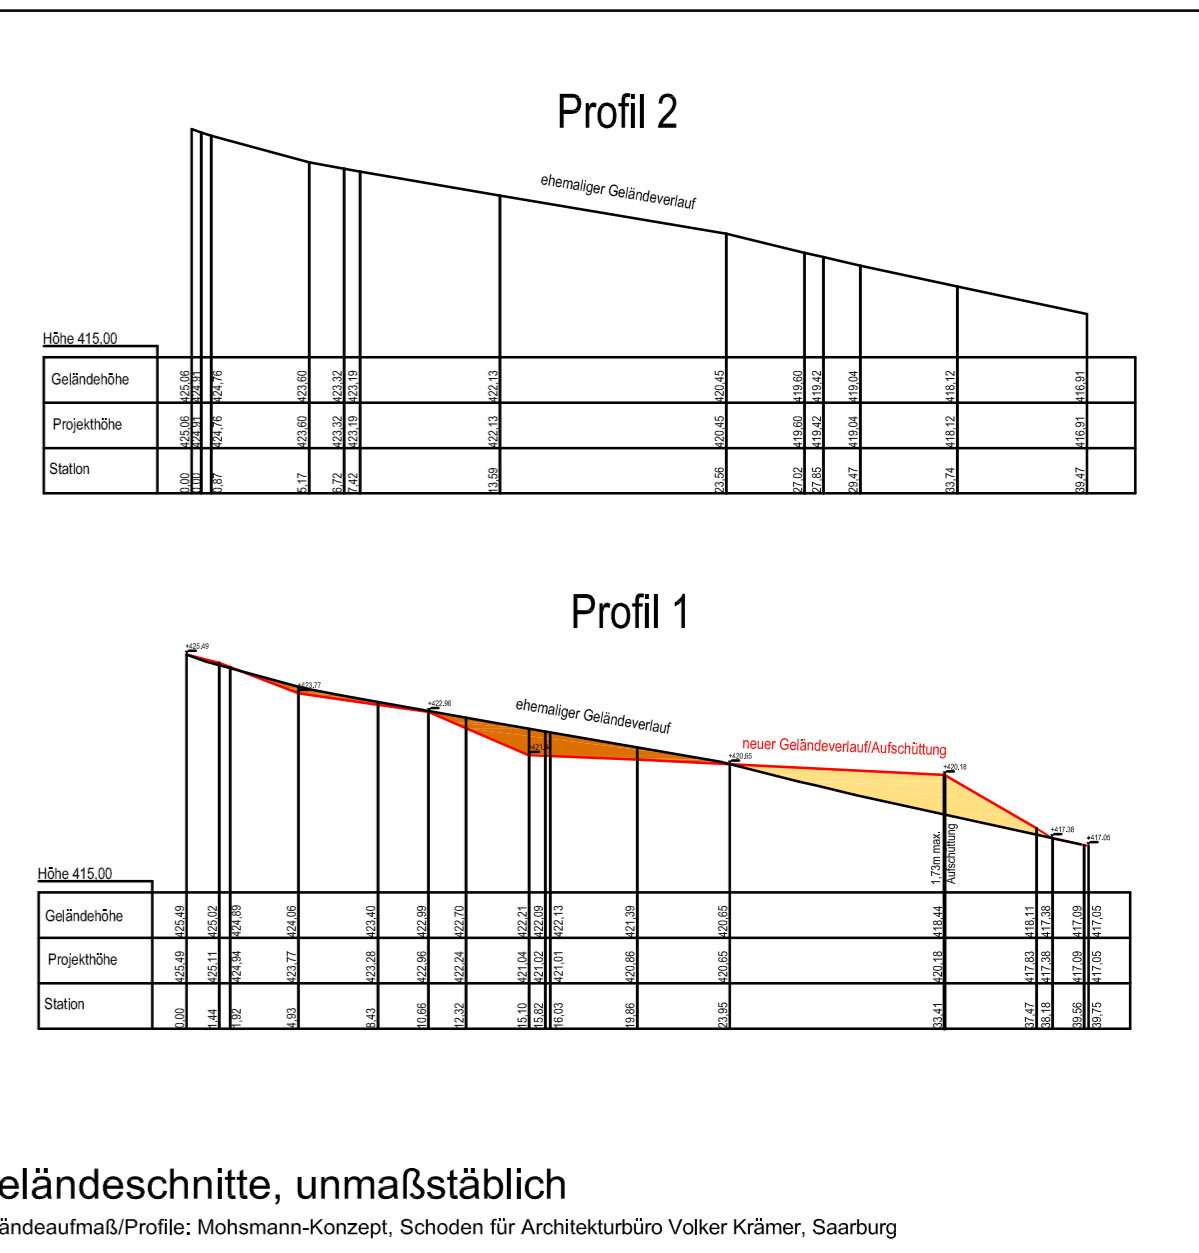 Profil 2
ehemaliger Geländeverlauf
Höhe 415,00
Geländehöhe 425,06 424,91 424,76 423,60 423,32 423,19 422,13 420,45 419,60 419,42 419,04 418,12 416,91
Projekthöhe 425,06 424,91 424,76 423,60 423,32 423,19 422,13 420,45 419,60 419,42 419,04 418,12 416,91
Station 0,00 0,00 0,87 5,17 6,72 7,42 13,59 23,56 27,02 27,85 29,47 33,74 39,47
Profil 1
+425.49
+423.77
+422.96
ehemaliger Geländeverlauf
neuer Geländeverlauf/Aufschüttung
+420.65
+420.18
+417.38
+417.05
1,73m max.
Aufschüttung
Höhe 415,00
Geländehöhe 425,49 425,02 424,89 424,06 423,40 422,99 422,70 422,21 422,09 422,13 421,39 420,65 418,44 418,11 417,38 417,09 417,05
Projekthöhe 425,49 425,11 424,94 423,77 423,28 422,96 422,24 421,04 421,02 421,01 420,86 420,65 420,18 417,83 417,38 417,09 417,05
Station 0,00 1,44 1,92 4,93 8,43 10,66 12,32 15,10 15,82 16,03 19,86 23,95 33,41 37,47 38,18 39,56 39,75
eländeschnitte, unmaßstäblich
ändeaufmaß/Profile: Mohsmann-Konzept, Schoden für Architekturbüro Volker Krämer, Saarburg